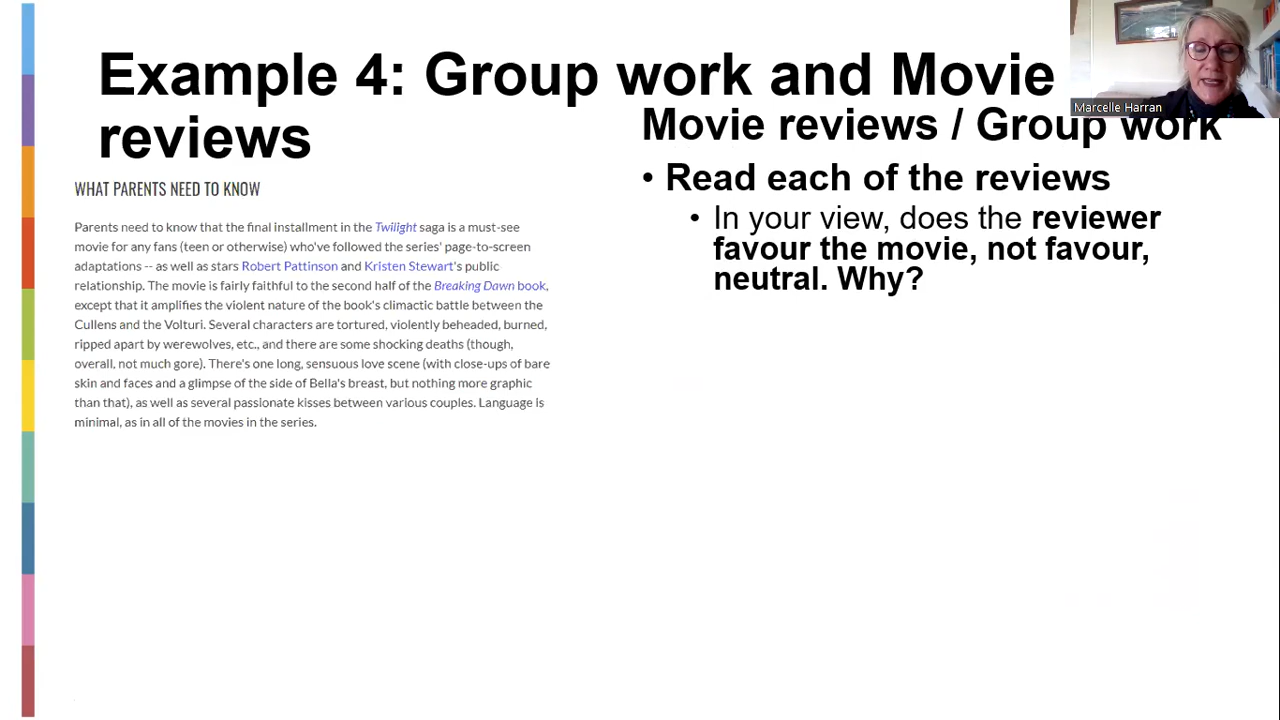 Example 4: Group work and Movie
reviews
WHAT PARENTS NEED TO KNOW
Parents need to know that the final installment in the Twilight saga is a must-see
movie for any fans (teen or otherwise) who've followed the series' page-to-screen
adaptations -- as well as stars Robert Pattinson and Kristen Stewart's public
relationship. The movie is fairly faithful to the second half of the Breaking Dawn book,
except that it amplifies the violent nature of the book's climactic battle between the
Cullens and the Volturi. Several characters are tortured, violently beheaded, burned,
ripped apart by werewolves, etc., and there are some shocking deaths (though,
overall, not much gore). There's one long, sensuous love scene (with close-ups of bare
skin and faces and a glimpse of the side of Bella's breast, but nothing more graphic
than that), as well as several passionate kisses between various couples. Language is
minimal, as in all of the movies in the series.
Movie reviews / Group work
• Read each of the reviews
• In your view, does the reviewer
favour the movie, not favour,
neutral. Why?
Marcelle Harran